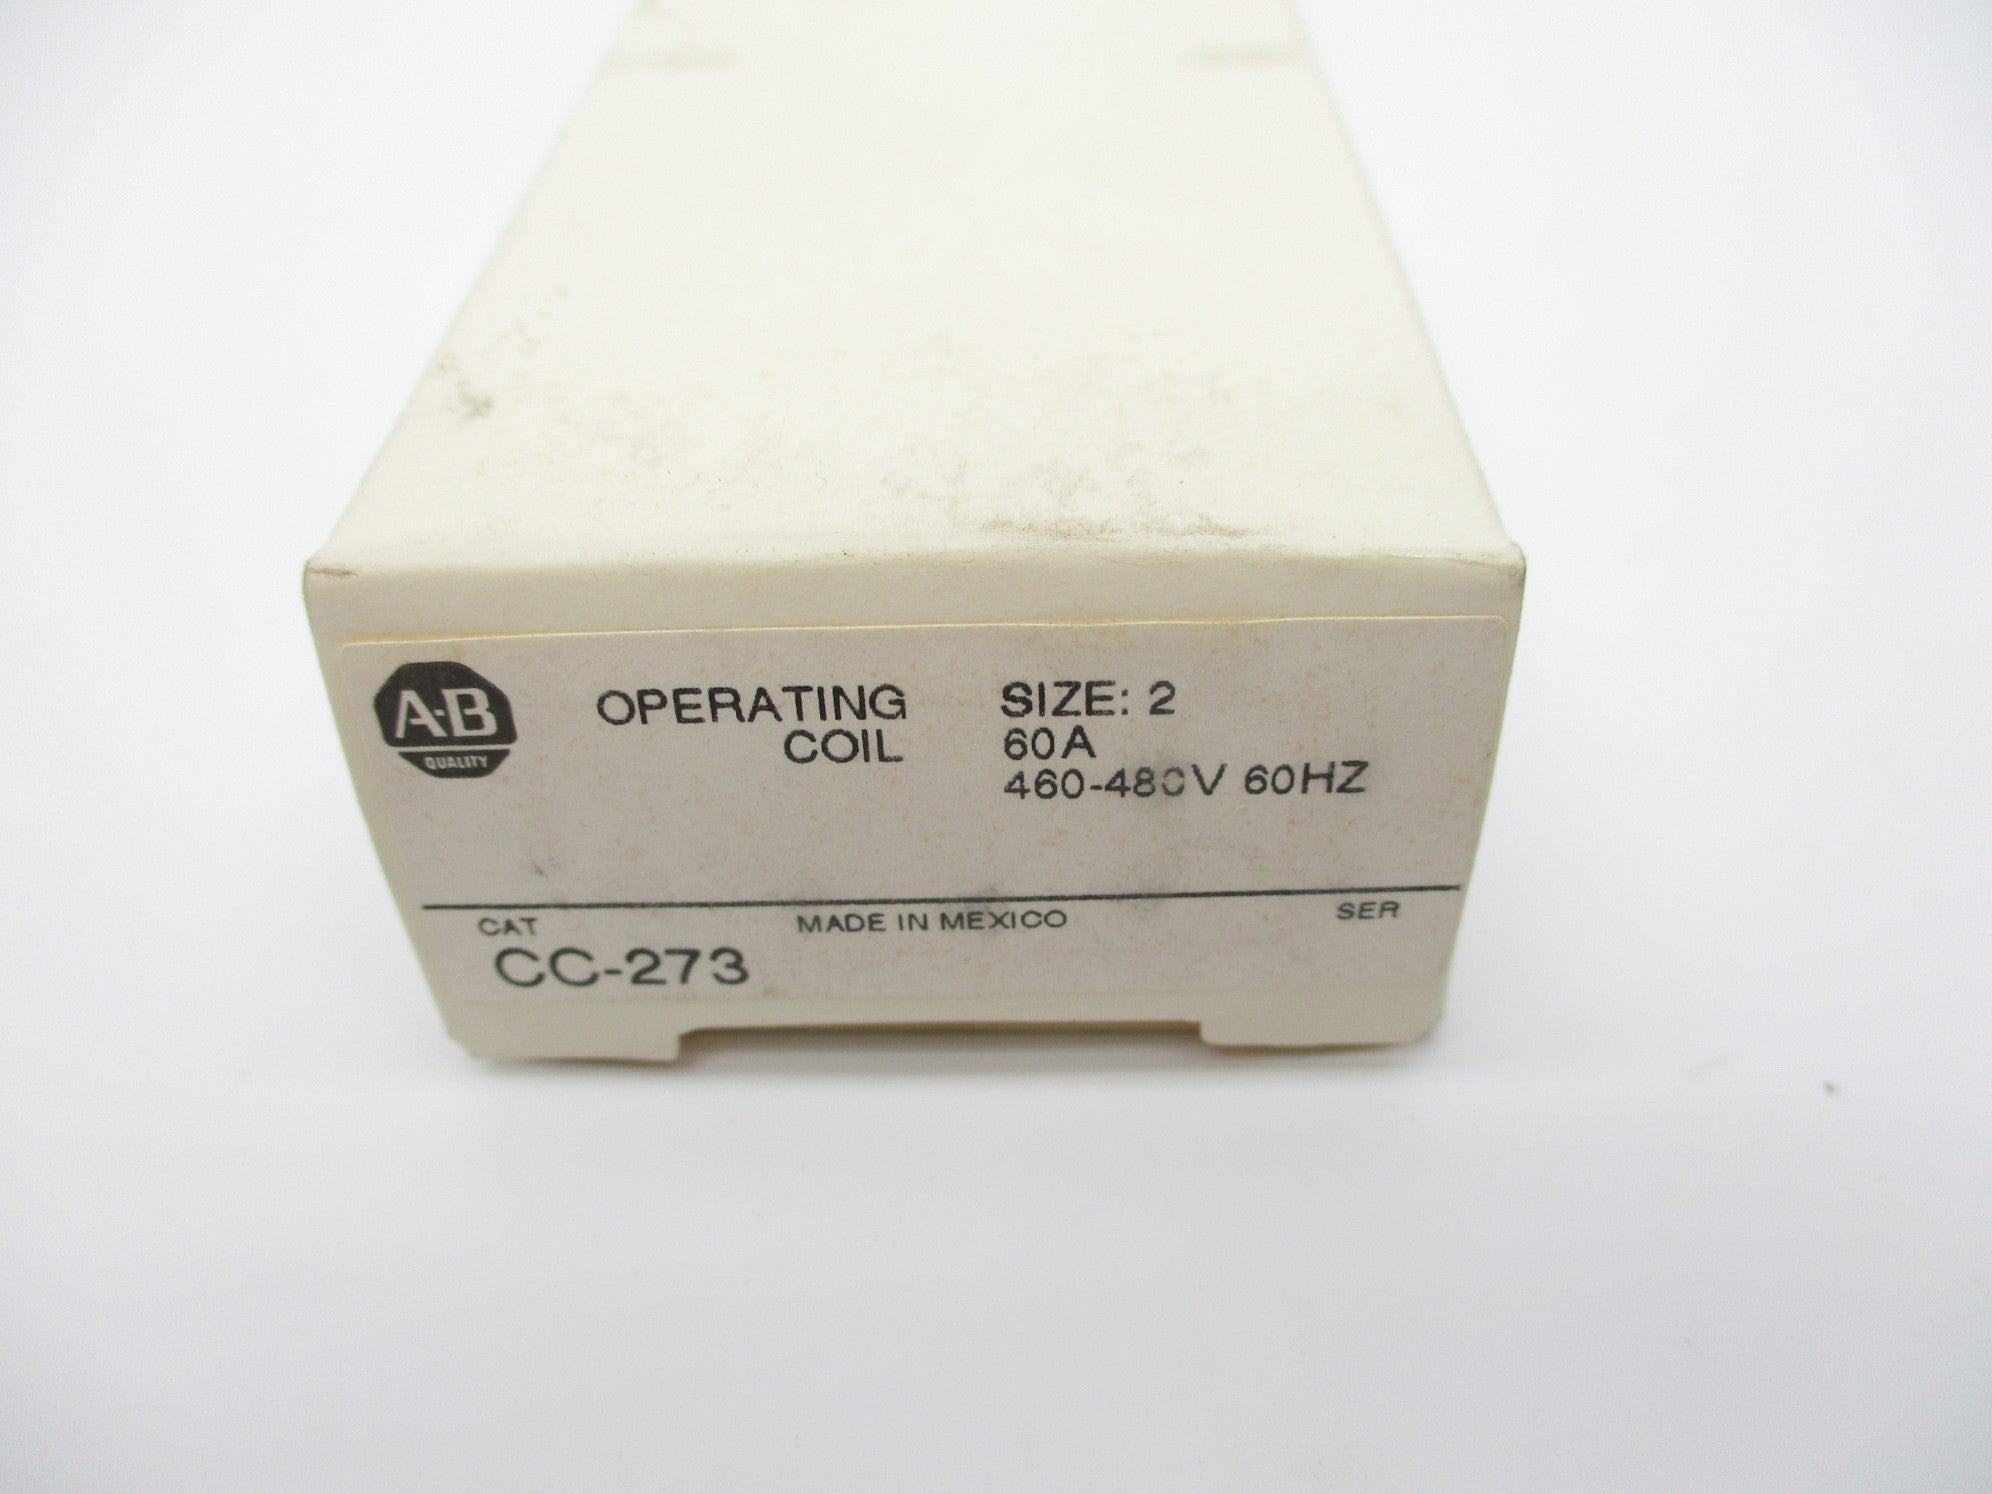 A-B
QUALITY
OPERATING
COIL
SIZE: 2
60A
460-480V 60HZ
CAT
MADE IN MEXICO
SER
CC-273